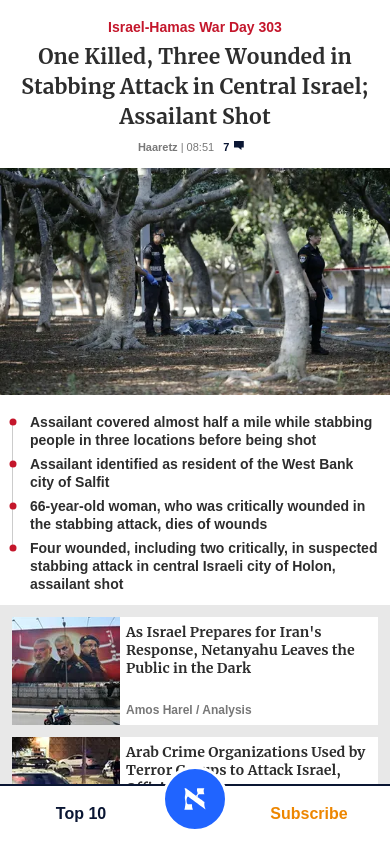 Israel-Hamas War Day 303
One Killed, Three Wounded in
Stabbing Attack in Central Israel;
Assailant Shot
Haaretz | 08:51 7
Assailant covered almost half a mile while stabbing
people in three locations before being shot
Assailant identified as resident of the West Bank
city of Salfit
66-year-old woman, who was critically wounded in
the stabbing attack, dies of wounds
Four wounded, including two critically, in suspected
stabbing attack in central Israeli city of Holon,
assailant shot
As Israel Prepares for Iran's
Response, Netanyahu Leaves the
Public in the Dark
Amos Harel / Analysis
Arab Crime Organizations Used by
Terror Groups to Attack Israel,
Top 10
Subscribe